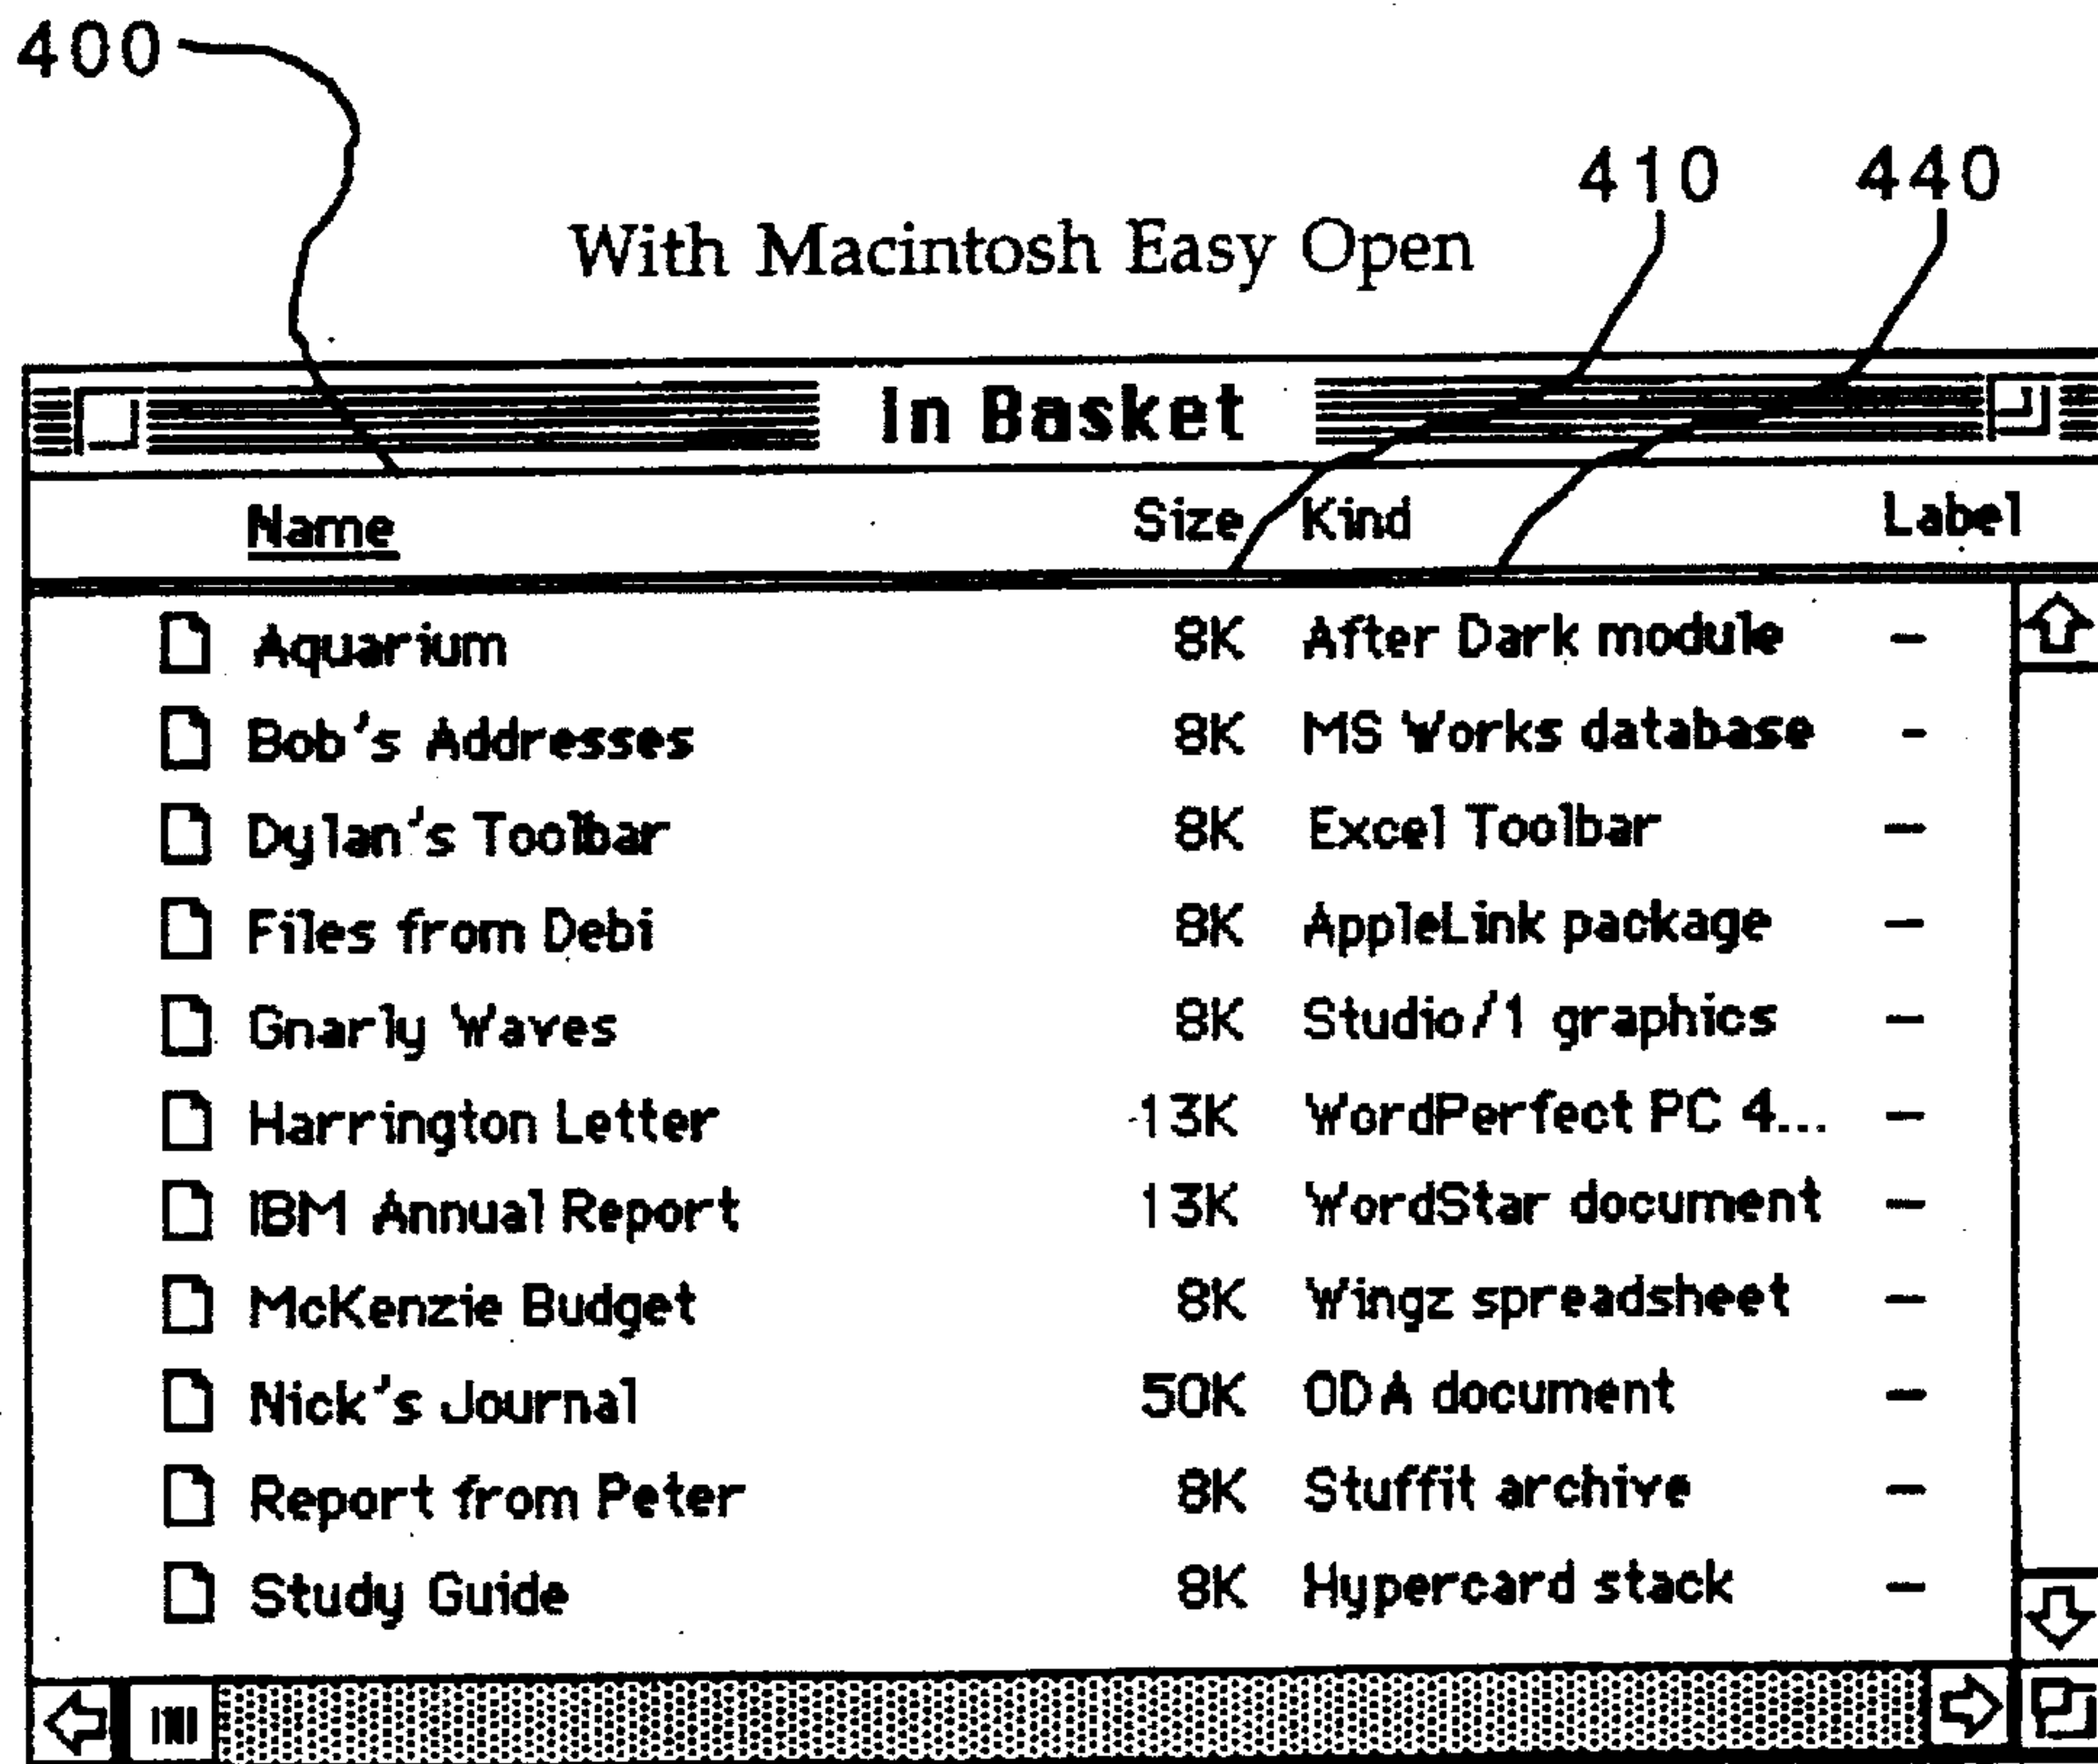 400
410 440
With Macintosh Easy Open
In Basket
Name Size Kind Label
Aquarium 8K After Dark module –
Bob's Addresses 8K MS Works database –
Dylan's Toolbar 8K Excel Toolbar –
Files from Debi 8K AppleLink package –
Gnarly Waves 8K Studio/1 graphics –
Harrington Letter 13K WordPerfect PC 4... –
IBM Annual Report 13K WordStar document –
McKenzie Budget 8K Wingz spreadsheet –
Nick's Journal 50K ODA document –
Report from Peter 8K Stuffit archive –
Study Guide 8K Hypercard stack –